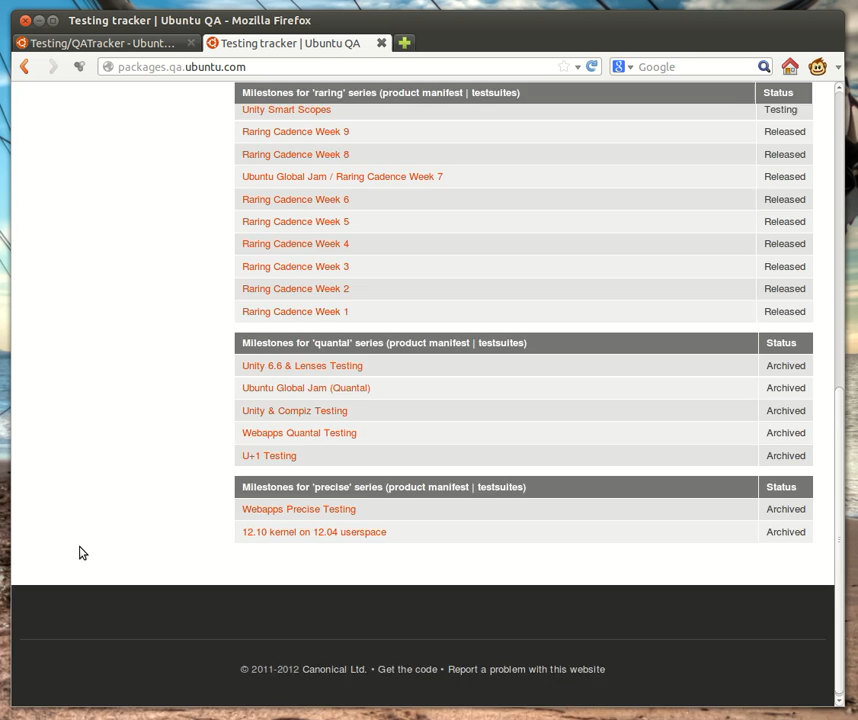 Testing tracker | Ubuntu QA - Mozilla Firefox
Testing/QATracker - Ubunt... Testing tracker | Ubuntu QA
packages.qa.ubuntu.com Google
Milestones for 'raring' series (product manifest | testsuites) Status
Unity Smart Scopes Testing
Raring Cadence Week 9 Released
Raring Cadence Week 8 Released
Ubuntu Global Jam / Raring Cadence Week 7 Released
Raring Cadence Week 6 Released
Raring Cadence Week 5 Released
Raring Cadence Week 4 Released
Raring Cadence Week 3 Released
Raring Cadence Week 2 Released
Raring Cadence Week 1 Released
Milestones for 'quantal' series (product manifest | testsuites) Status
Unity 6.6 & Lenses Testing Archived
Ubuntu Global Jam (Quantal) Archived
Unity & Compiz Testing Archived
Webapps Quantal Testing Archived
U+1 Testing Archived
Milestones for 'precise' series (product manifest | testsuites) Status
Webapps Precise Testing Archived
12.10 kernel on 12.04 userspace Archived
© 2011-2012 Canonical Ltd. • Get the code • Report a problem with this website